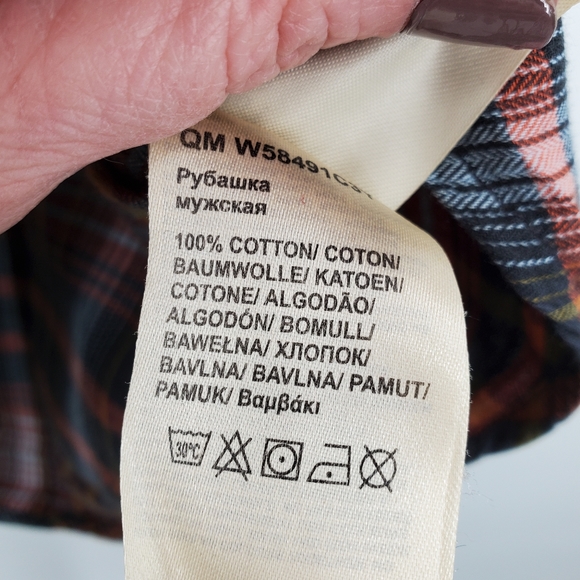 QM
Рубашка
мужская
100% COTTON/ COTON/
BAUMWOLLE/ KATOEN/
COTONE/ ALGODÃO/
ALGODÓN/ BOMULL/
BAWEŁNA/ ХЛОПОК/
BAVLNA/ BAVLNA/ PAMUT/
PAMUK/ Βαμβάκι
30°C